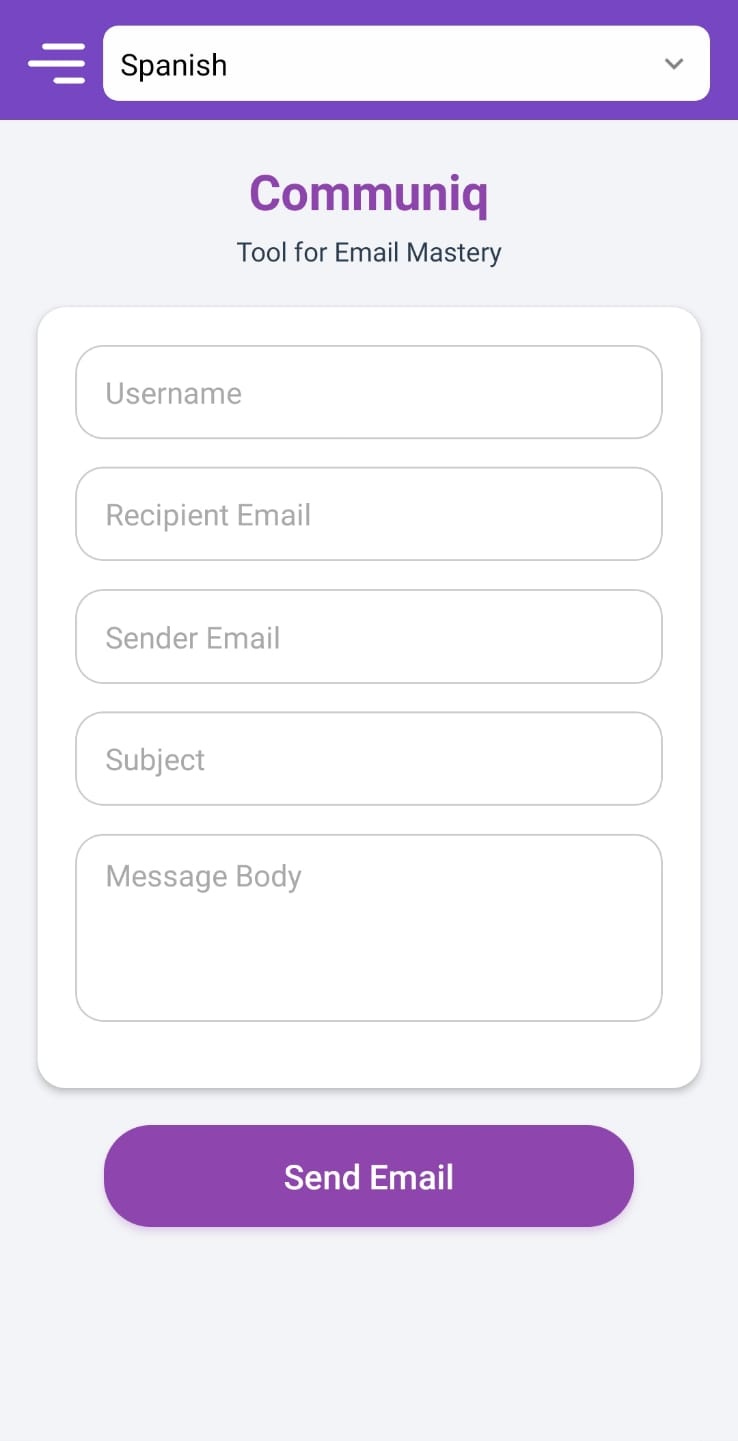 Spanish
Communiq
Tool for Email Mastery
Username
Recipient Email
Sender Email
Subject
Message Body
Send Email